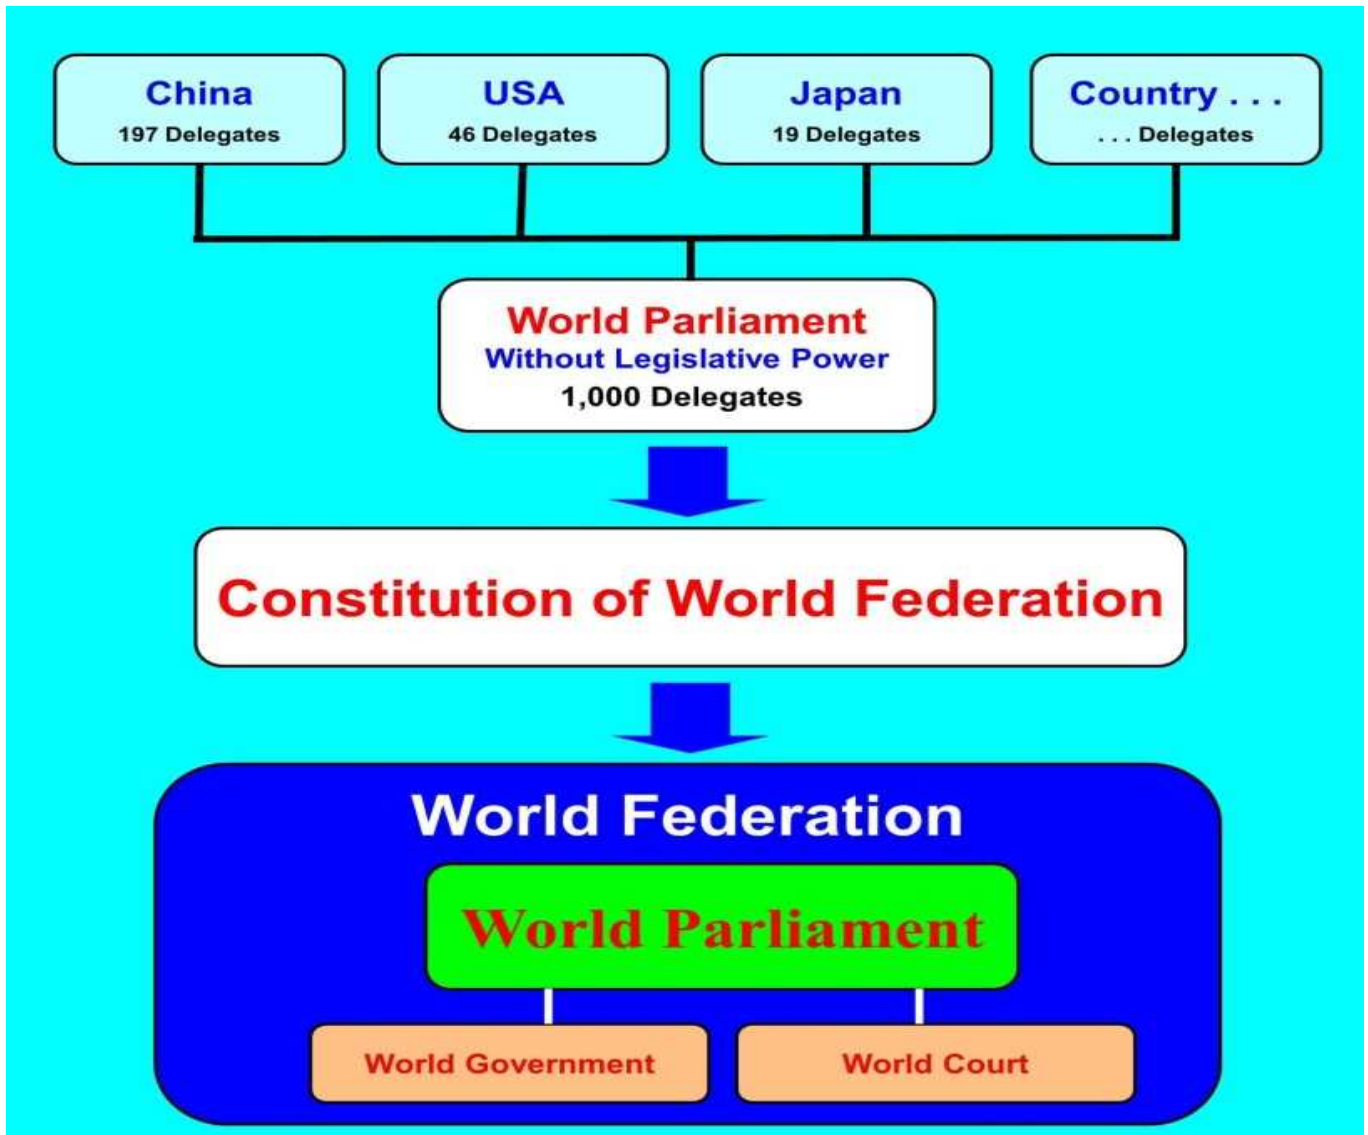 China
197 Delegates
USA
46 Delegates
Japan
19 Delegates
Country . . .
. . . Delegates
World Parliament
Without Legislative Power
1,000 Delegates
Constitution of World Federation
World Federation
World Parliament
World Government
World Court